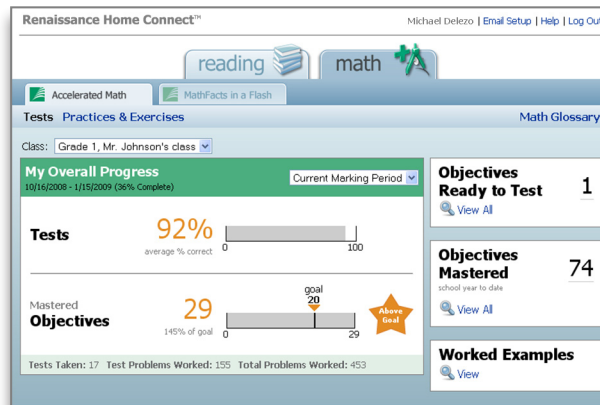 Renaissance Home Connect™
Michael Delezo | Email Setup | Help | Log Out
reading
math
Accelerated Math
MathFacts in a Flash
Tests Practices & Exercises
Math Glossary
Class: Grade 1, Mr. Johnson's class
My Overall Progress
10/16/2008 - 1/15/2009 (36% Complete)
Current Marking Period
Tests
92%
average % correct
0 100
Mastered
Objectives
29
145% of goal
goal
20
0 29
Above
Goal
Tests Taken: 17 Test Problems Worked: 155 Total Problems Worked: 453
Objectives
Ready to Test
1
View All
Objectives
Mastered
74
school year to date
View All
Worked Examples
View